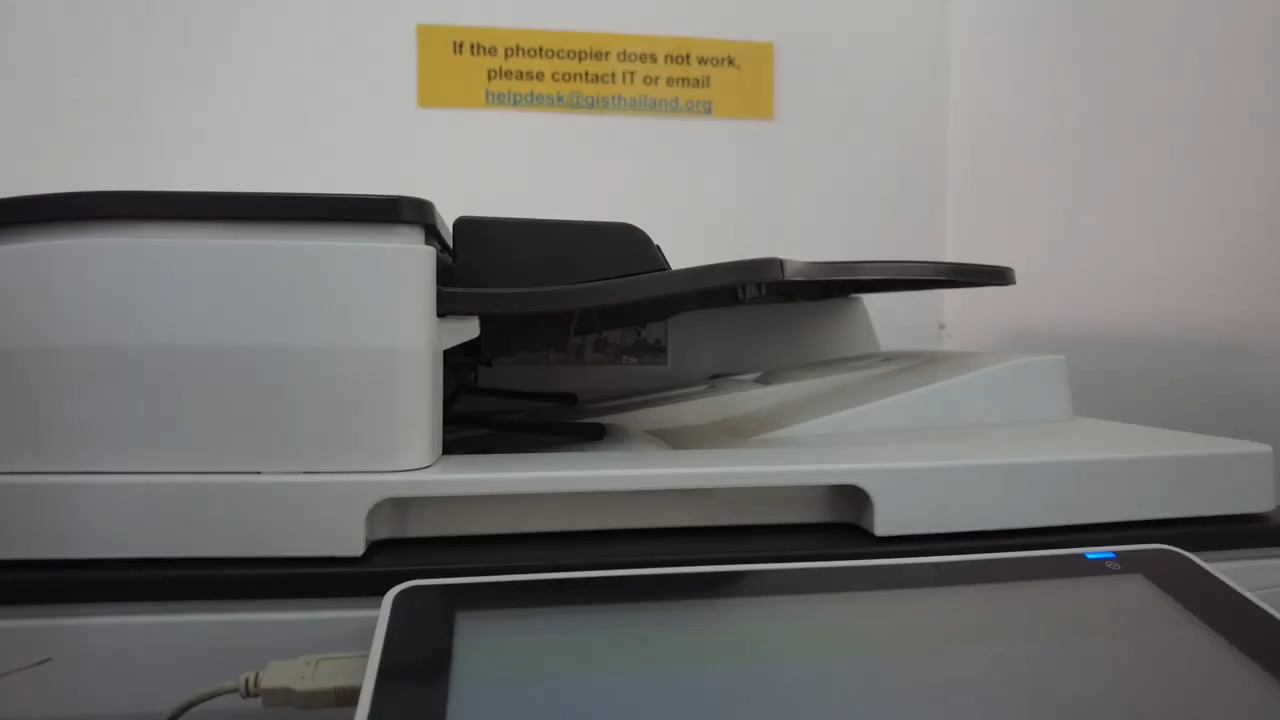 If the photocopier does not work,
please contact IT or email
helpdesk@gisthailand.org